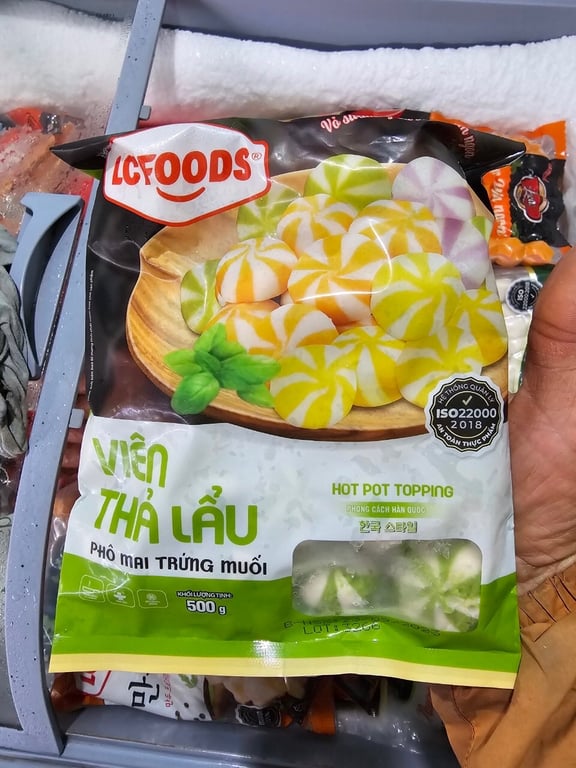 LCFOODS®
HỆ THỐNG QUẢN LÝ
ISO22000
2018
AN TOÀN THỰC PHẨM
VIÊN
THẢ LẨU
PHÔ MAI TRỨNG MUỐI
HOT POT TOPPING
PHONG CÁCH HÀN QUỐC
한국 스타일
KHỐI LƯỢNG TỊNH:
500 g